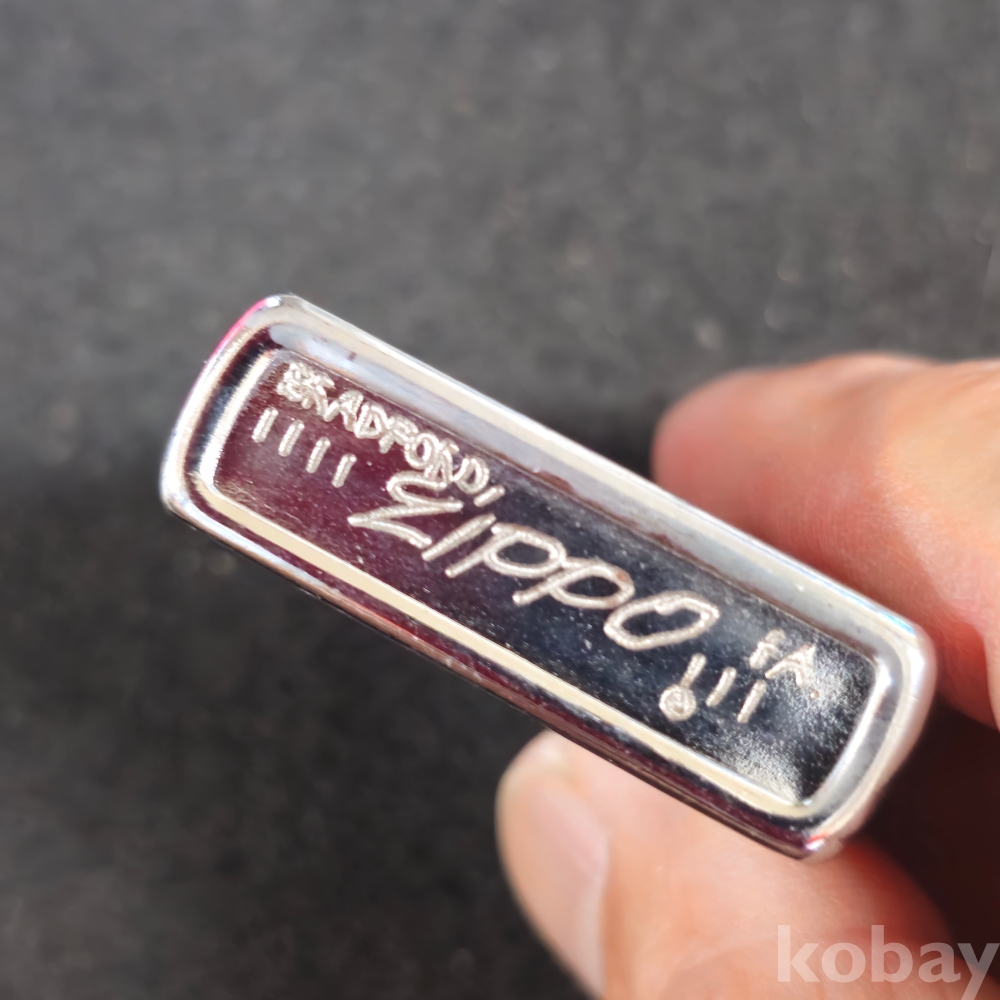 BRADFORD, PA.
Zippo
IIII III
kobay